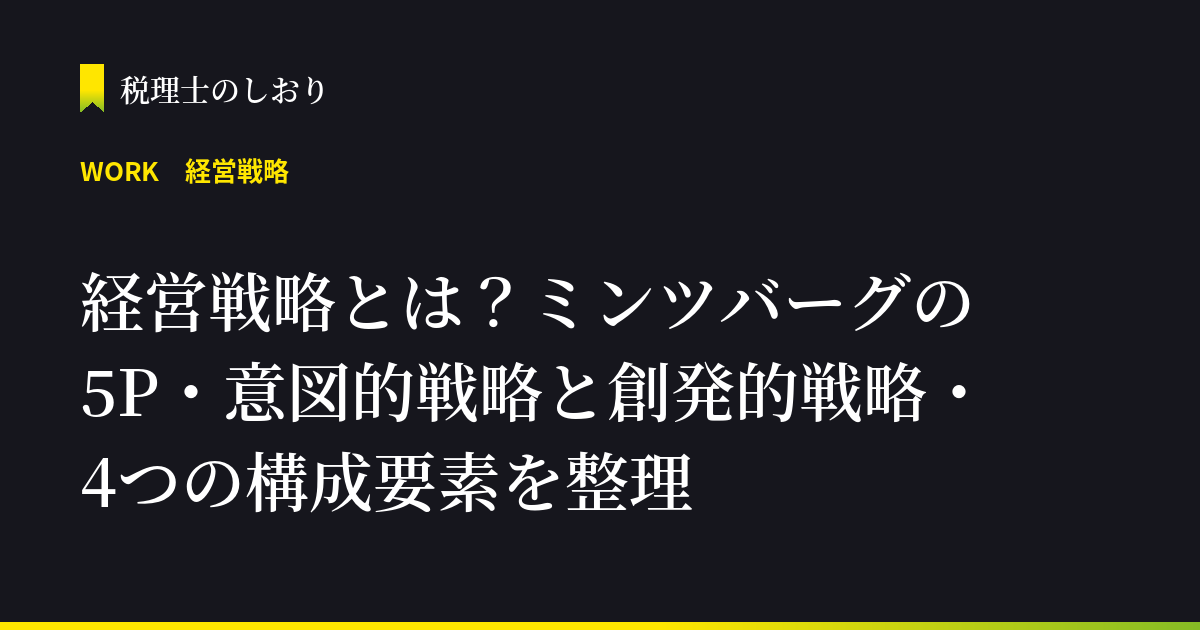 税理士のしおり
WORK 経営戦略
経営戦略とは？ミンツバーグの
5P・意図的戦略と創発的戦略・
4つの構成要素を整理